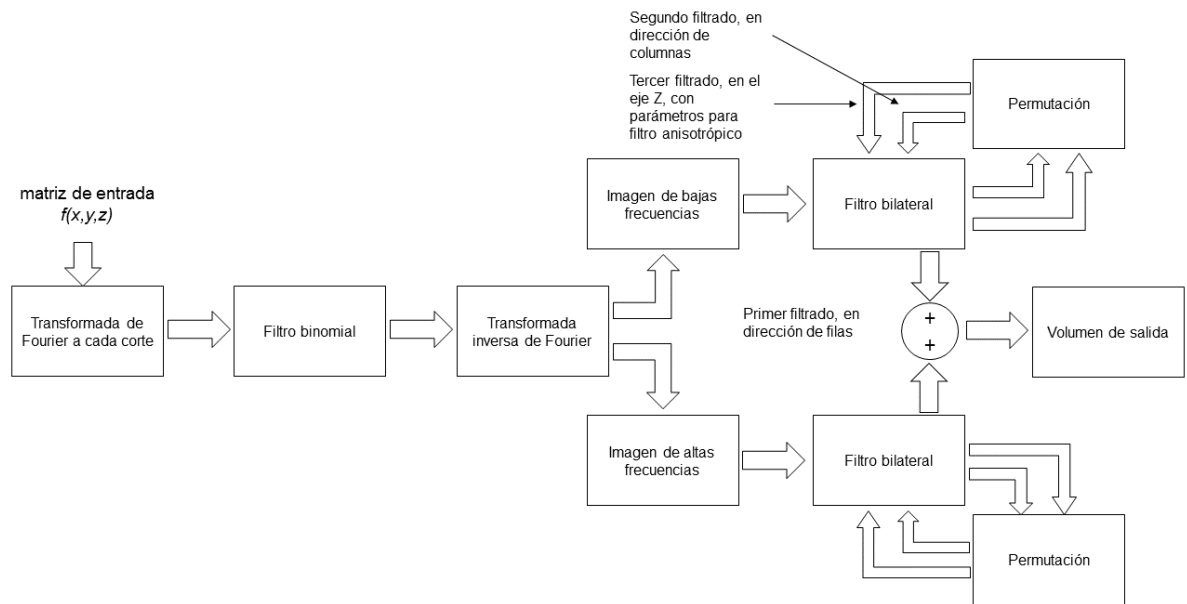 Segundo filtrado, en
dirección de
columnas
Tercer filtrado, en el
eje Z, con
parámetros para
filtro anisotrópico
Permutación
matriz de entrada
f(x,y,z)
Imagen de bajas
frecuencias
Filtro bilateral
Transformada de
Fourier a cada corte
Filtro binomial
Transformada
inversa de Fourier
Primer filtrado, en
dirección de filas
+
+
Volumen de salida
Imagen de altas
frecuencias
Filtro bilateral
Permutación